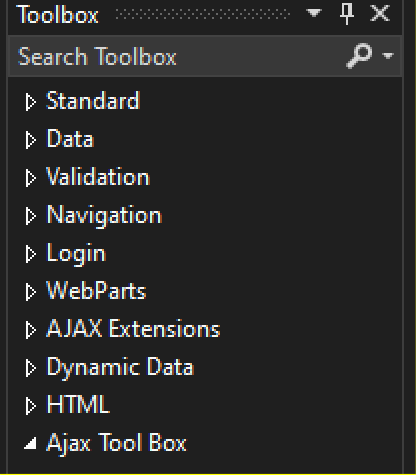 Toolbox
Search Toolbox
Standard
Data
Validation
Navigation
Login
WebParts
AJAX Extensions
Dynamic Data
HTML
Ajax Tool Box